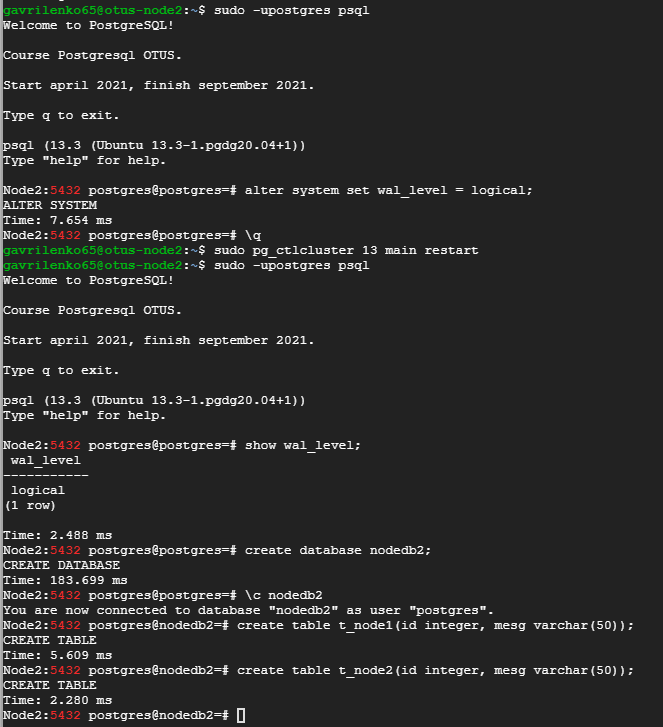 gavrilenko65@otus-node2:~$ sudo -upostgres psql
Welcome to PostgreSQL!
Course Postgresql OTUS.
Start april 2021, finish september 2021.
Type q to exit.
psql (13.3 (Ubuntu 13.3-1.pgdg20.04+1))
Type "help" for help.
Node2:5432 postgres@postgres=# alter system set wal_level = logical;
ALTER SYSTEM
Time: 7.654 ms
Node2:5432 postgres@postgres=# \q
gavrilenko65@otus-node2:~$ sudo pg_ctlcluster 13 main restart
gavrilenko65@otus-node2:~$ sudo -upostgres psql
Welcome to PostgreSQL!
Course Postgresql OTUS.
Start april 2021, finish september 2021.
Type q to exit.
psql (13.3 (Ubuntu 13.3-1.pgdg20.04+1))
Type "help" for help.
Node2:5432 postgres@postgres=# show wal_level;
wal_level
-----------
logical
(1 row)
Time: 2.488 ms
Node2:5432 postgres@postgres=# create database nodedb2;
CREATE DATABASE
Time: 183.699 ms
Node2:5432 postgres@postgres=# \c nodedb2
You are now connected to database "nodedb2" as user "postgres".
Node2:5432 postgres@nodedb2=# create table t_node1(id integer, mesg varchar(50));
CREATE TABLE
Time: 5.609 ms
Node2:5432 postgres@nodedb2=# create table t_node2(id integer, mesg varchar(50));
CREATE TABLE
Time: 2.280 ms
Node2:5432 postgres@nodedb2=#